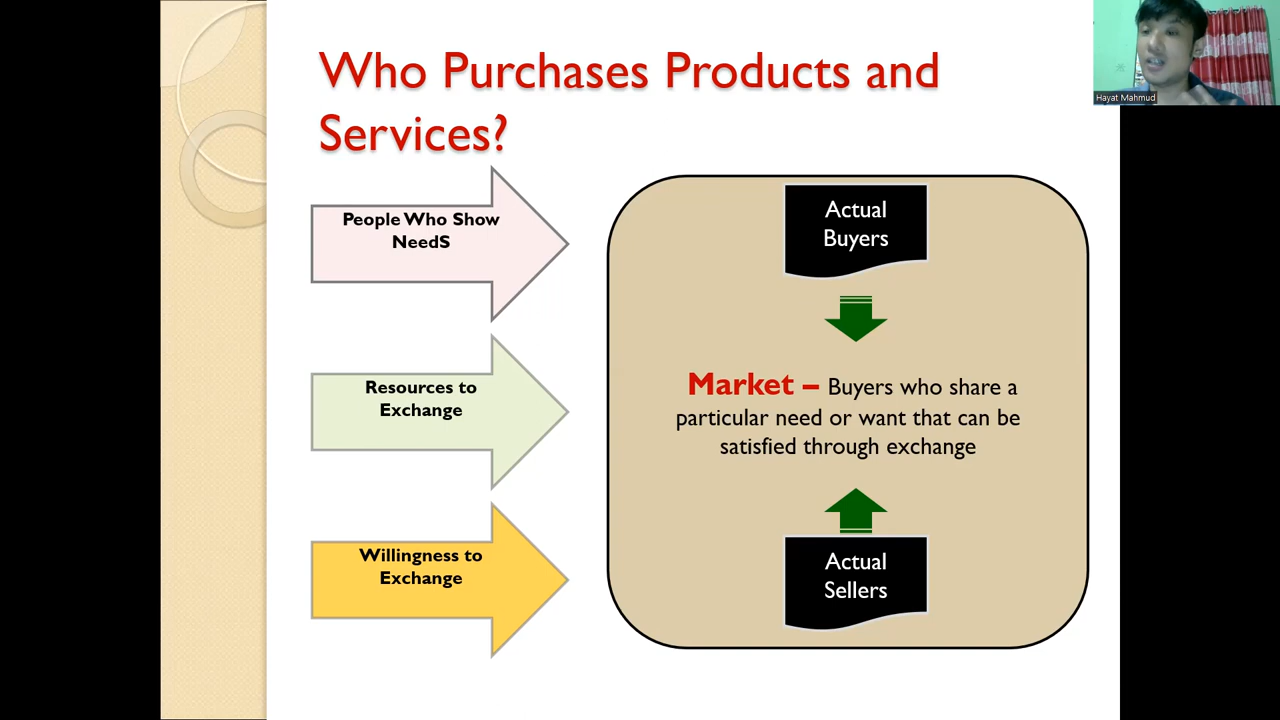 Who Purchases Products and
Services?
Hayat Mahmud
People Who Show
NeedS
Resources to
Exchange
Willingness to
Exchange
Actual
Buyers
Market – Buyers who share a
particular need or want that can be
satisfied through exchange
Actual
Sellers